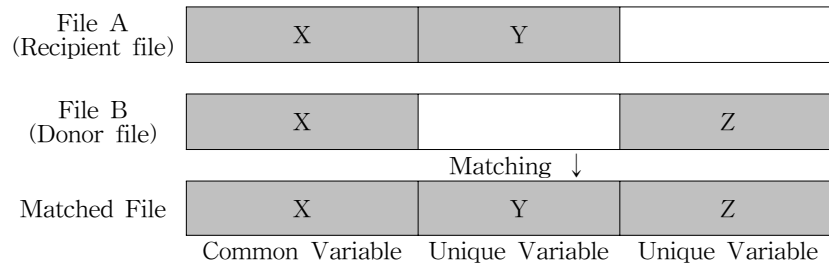 File A
(Recipient file)
X Y
File B
(Donor file)
X Z
Matching ↓
Matched File X Y Z
Common Variable Unique Variable Unique Variable